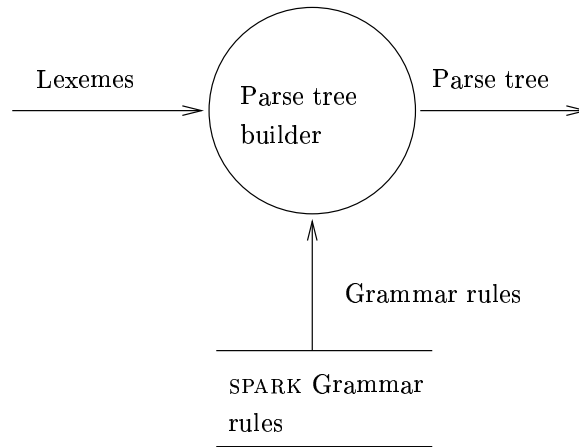 Lexemes
Parse tree
Parse tree
builder
Grammar rules
SPARK Grammar
rules